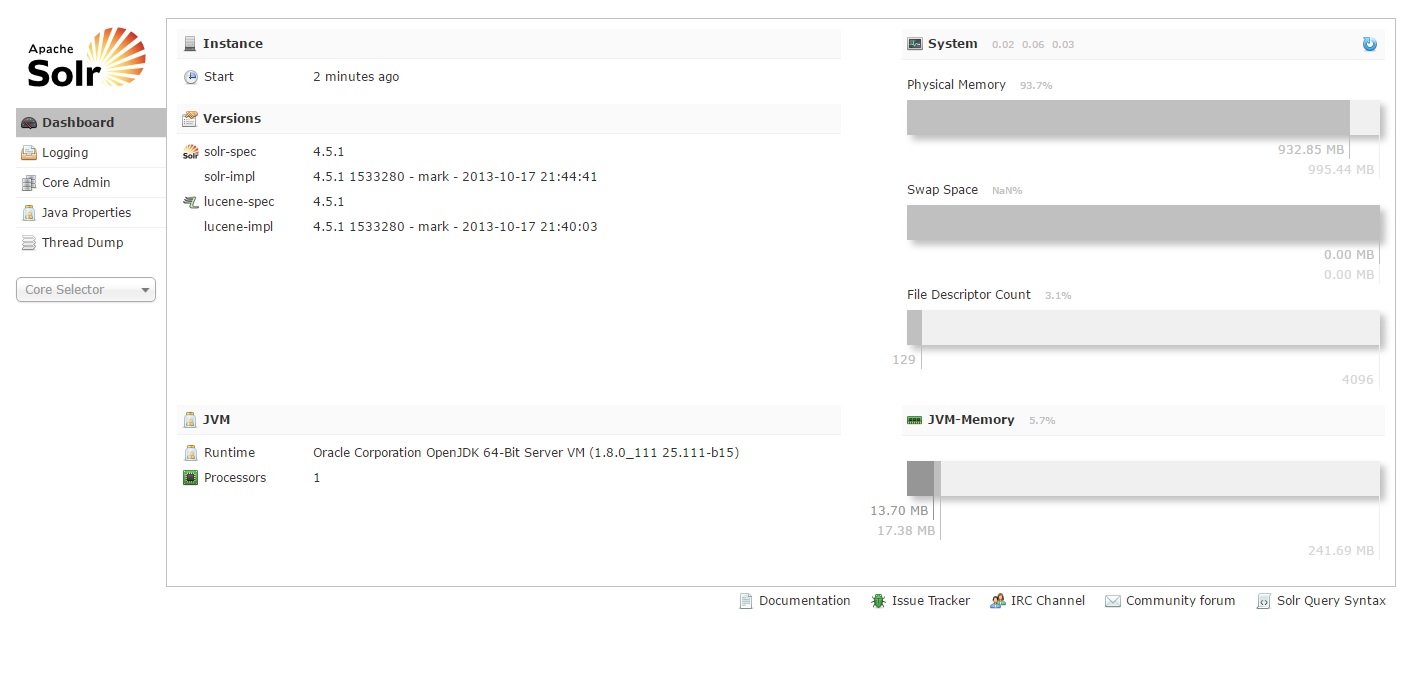 Apache
Solr
Dashboard
Logging
Core Admin
Java Properties
Thread Dump
Core Selector
Instance
Start 2 minutes ago
Versions
Solr solr-spec 4.5.1
solr-impl 4.5.1 1533280 - mark - 2013-10-17 21:44:41
lucene-spec 4.5.1
lucene-impl 4.5.1 1533280 - mark - 2013-10-17 21:40:03
JVM
Runtime Oracle Corporation OpenJDK 64-Bit Server VM (1.8.0_111 25.111-b15)
Processors 1
System 0.02 0.06 0.03
Physical Memory 93.7%
932.85 MB
995.44 MB
Swap Space NaN%
0.00 MB
0.00 MB
File Descriptor Count 3.1%
129
4096
JVM-Memory 5.7%
13.70 MB
17.38 MB
241.69 MB
Documentation Issue Tracker IRC Channel Community forum Solr Query Syntax